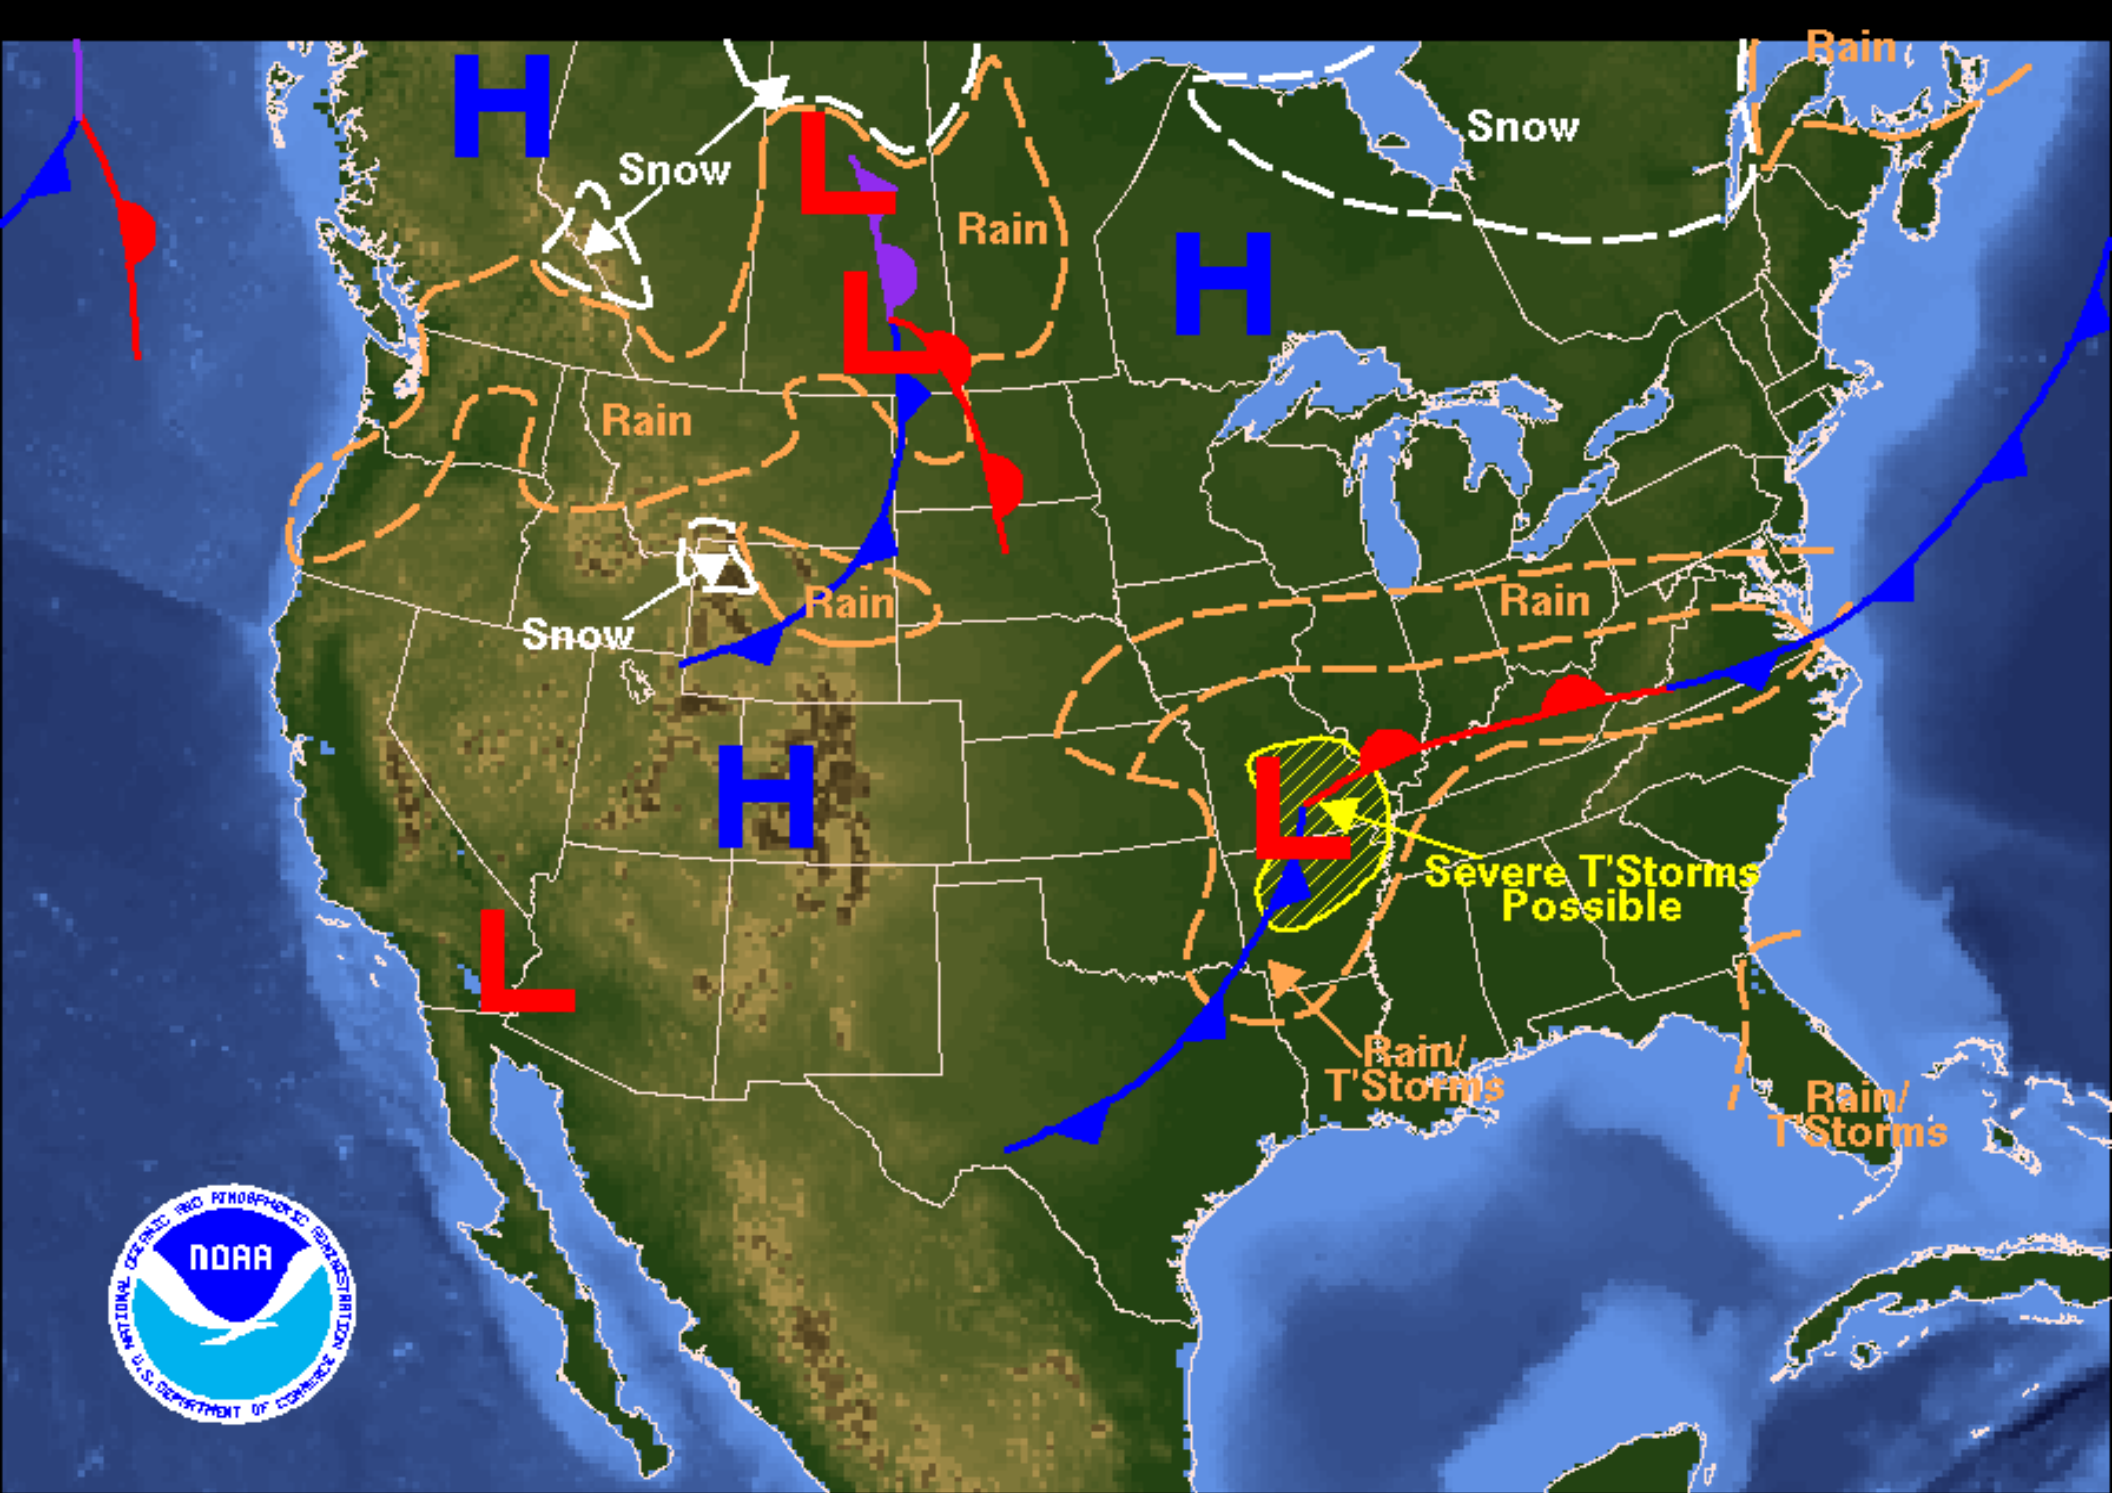 Rain
H
Snow
L
Snow
Rain
H
L
Rain
Rain
Rain
Snow
H
L
Severe T'Storms
Possible
L
Rain/
T'Storms
Rain/
T'Storms
NATIONAL OCEANIC AND ATMOSPHERIC ADMINISTRATION
NOAA
U.S. DEPARTMENT OF COMMERCE